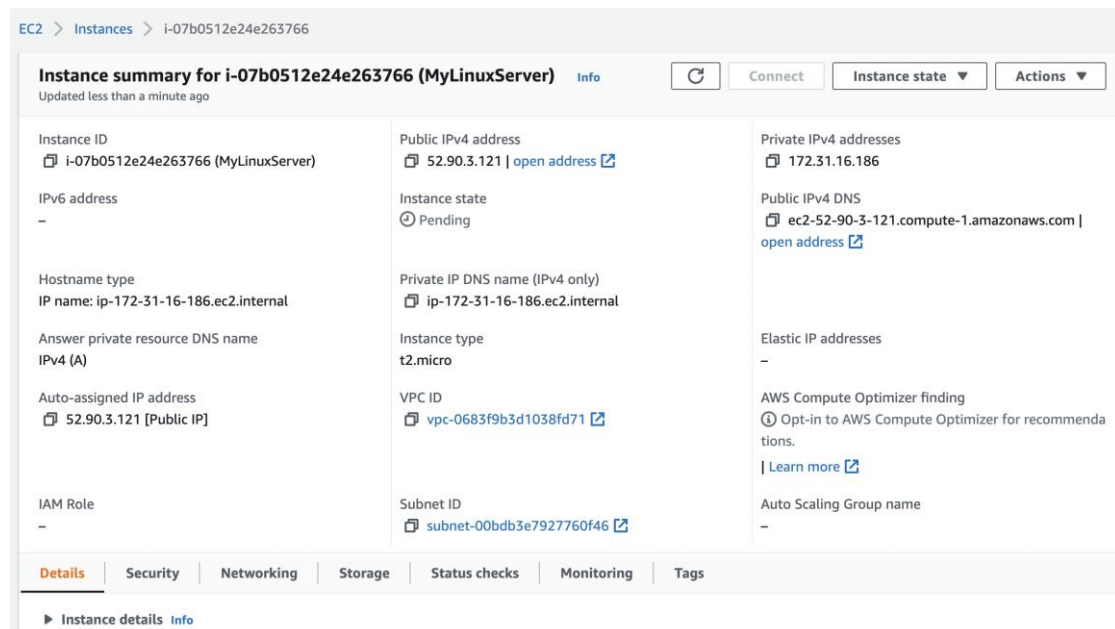 EC2 > Instances > i-07b0512e24e263766
Instance summary for i-07b0512e24e263766 (MyLinuxServer) Info
Connect
Instance state
Actions
Updated less than a minute ago
Instance ID
i-07b0512e24e263766 (MyLinuxServer)
Public IPv4 address
52.90.3.121 | open address
Private IPv4 addresses
172.31.16.186
IPv6 address
–
Instance state
Pending
Public IPv4 DNS
ec2-52-90-3-121.compute-1.amazonaws.com |
open address
Hostname type
IP name: ip-172-31-16-186.ec2.internal
Private IP DNS name (IPv4 only)
ip-172-31-16-186.ec2.internal
Answer private resource DNS name
IPv4 (A)
Instance type
t2.micro
Elastic IP addresses
–
Auto-assigned IP address
52.90.3.121 [Public IP]
VPC ID
vpc-0683f9b3d1038fd71
AWS Compute Optimizer finding
Opt-in to AWS Compute Optimizer for recommenda
tions.
| Learn more
IAM Role
–
Subnet ID
subnet-00bdb3e7927760f46
Auto Scaling Group name
–
Details
Security
Networking
Storage
Status checks
Monitoring
Tags
Instance details Info